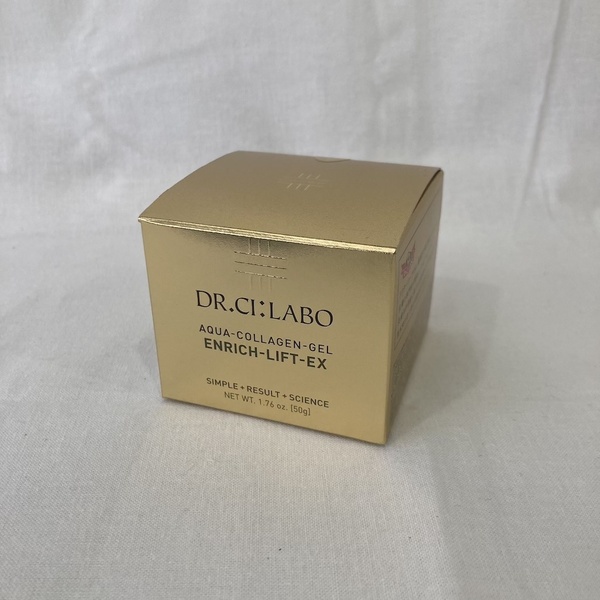 DR.CI:LABO
AQUA-COLLAGEN-GEL
ENRICH-LIFT-EX
SIMPLE + RESULT + SCIENCE
NET WT. 1.76 oz. [50g]